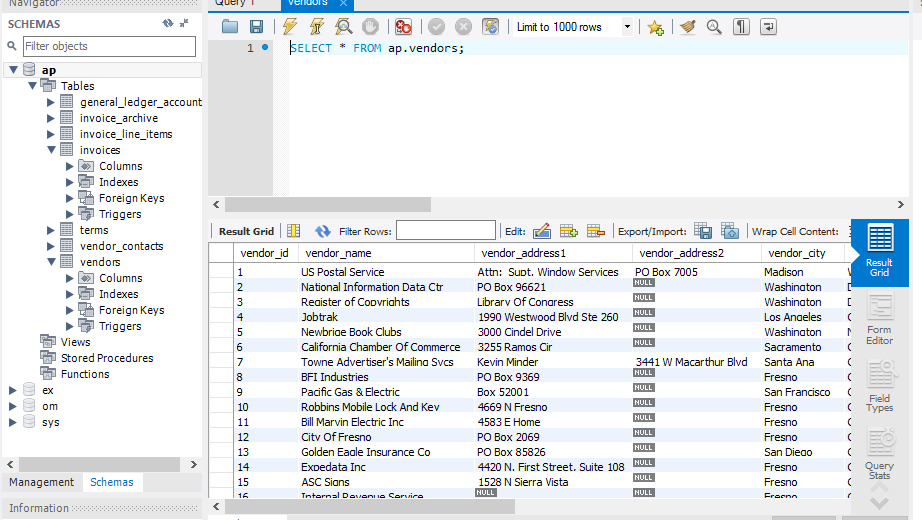 Navigator
Query 1
vendors
SCHEMAS
Filter objects
ap
Tables
general_ledger_account
invoice_archive
invoice_line_items
invoices
Columns
Indexes
Foreign Keys
Triggers
terms
vendor_contacts
vendors
Columns
Indexes
Foreign Keys
Triggers
Views
Stored Procedures
Functions
ex
om
sys
Management Schemas
Information
Limit to 1000 rows
1 SELECT * FROM ap.vendors;
Result Grid Filter Rows: Edit: Export/Import: Wrap Cell Content:
vendor_id vendor_name vendor_address1 vendor_address2 vendor_city
1 US Postal Service Attn: Supt. Window Services PO Box 7005 Madison
2 National Information Data Ctr PO Box 96621 NULL Washington
3 Register of Copyrights Library Of Congress NULL Washington
4 Jobtrak 1990 Westwood Blvd Ste 260 NULL Los Angeles
5 Newbrige Book Clubs 3000 Cindel Drive NULL Washington
6 California Chamber Of Commerce 3255 Ramos Cir NULL Sacramento
7 Towne Advertiser's Mailing Svcs Kevin Minder 3441 W Macarthur Blvd Santa Ana
8 BFI Industries PO Box 9369 NULL Fresno
9 Pacific Gas & Electric Box 52001 NULL San Francisco
10 Robbins Mobile Lock And Key 4669 N Fresno NULL Fresno
11 Bill Marvin Electric Inc 4583 E Home NULL Fresno
12 City Of Fresno PO Box 2069 NULL Fresno
13 Golden Eagle Insurance Co PO Box 85826 NULL San Diego
14 Expedata Inc 4420 N. First Street, Suite 108 NULL Fresno
15 ASC Signs 1528 N Sierra Vista NULL Fresno
16 Internal Revenue Service NULL NULL Fresno
Result
Grid
Form
Editor
Field
Types
Query
Stats